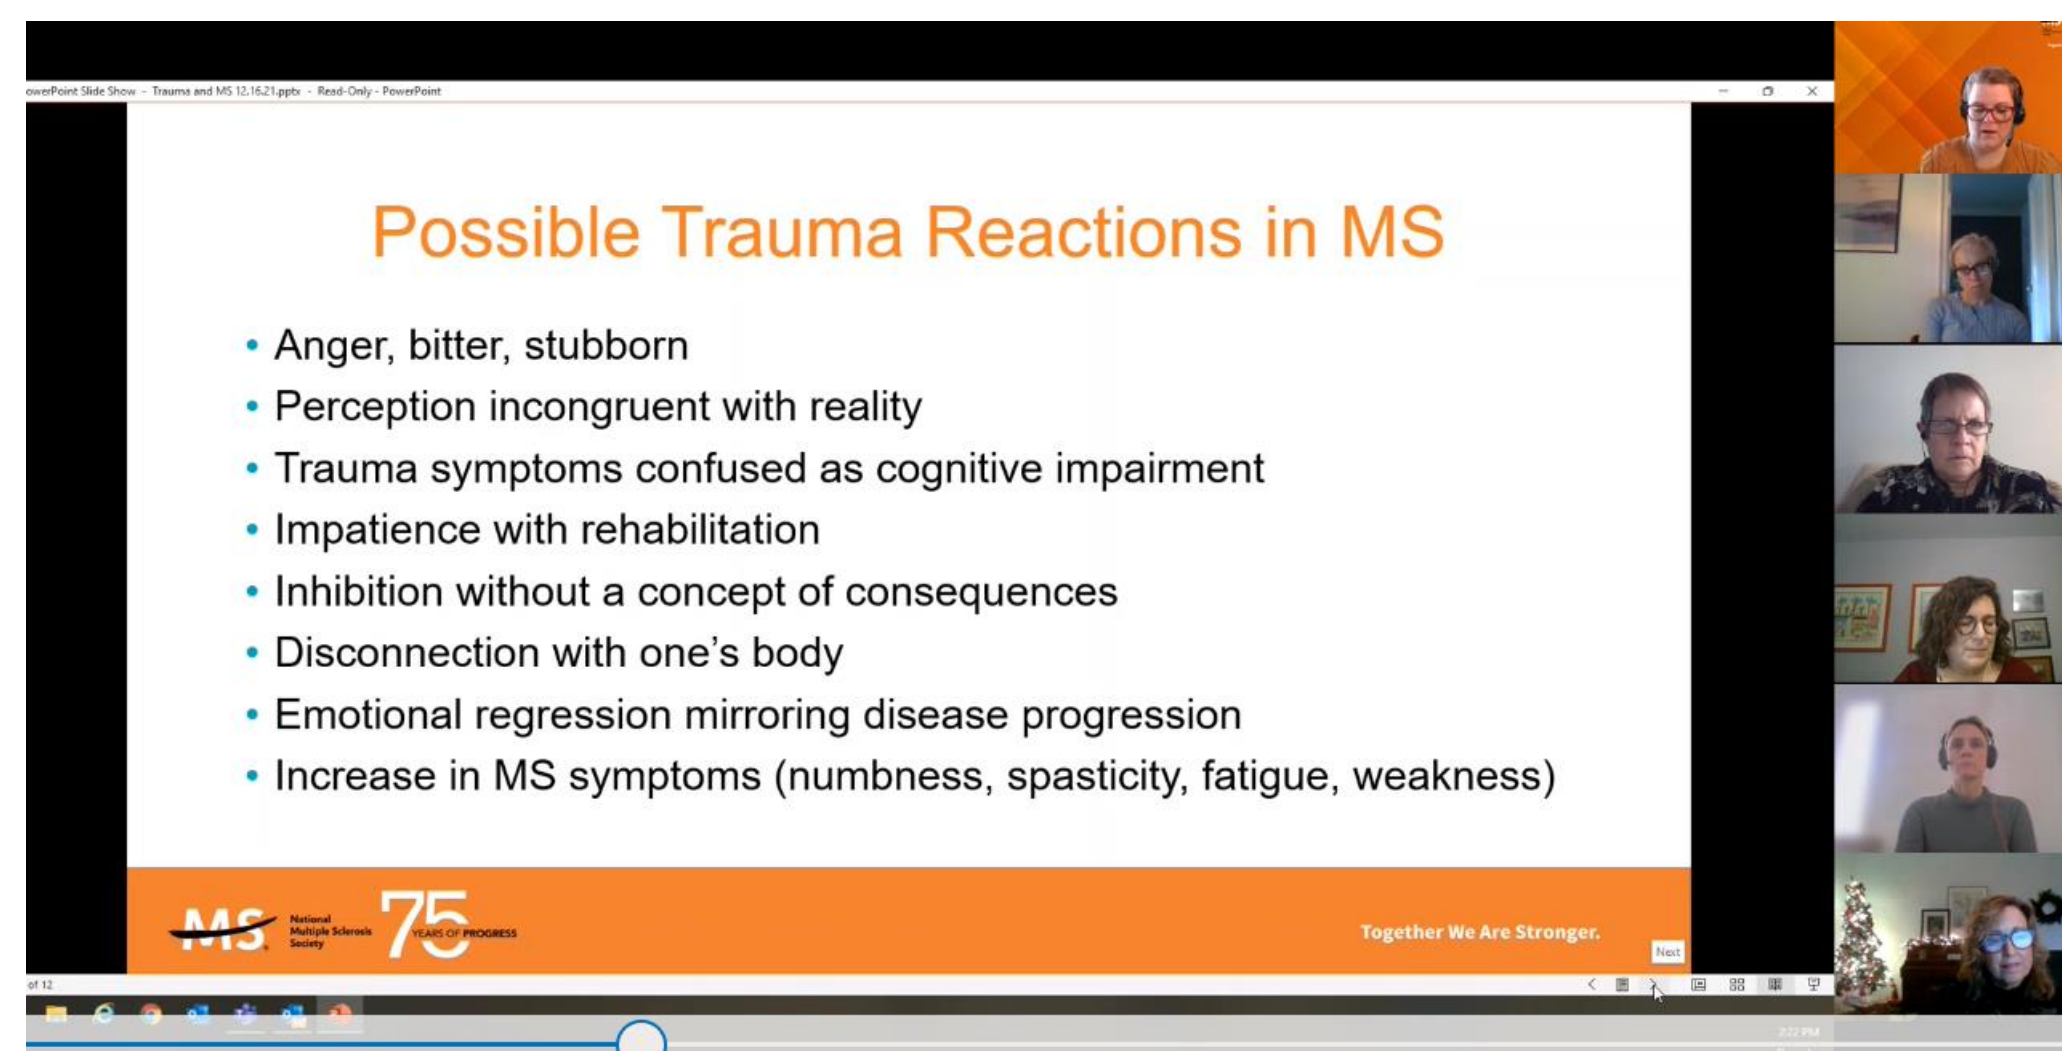 owerPoint Slide Show - Trauma and MS 12.16.21.pptx - Read-Only - PowerPoint
Possible Trauma Reactions in MS
• Anger, bitter, stubborn
• Perception incongruent with reality
• Trauma symptoms confused as cognitive impairment
• Impatience with rehabilitation
• Inhibition without a concept of consequences
• Disconnection with one’s body
• Emotional regression mirroring disease progression
• Increase in MS symptoms (numbness, spasticity, fatigue, weakness)
MS
National
Multiple Sclerosis
Society
75
YEARS OF PROGRESS
Together We Are Stronger.
Next
of 12
2:22 PM